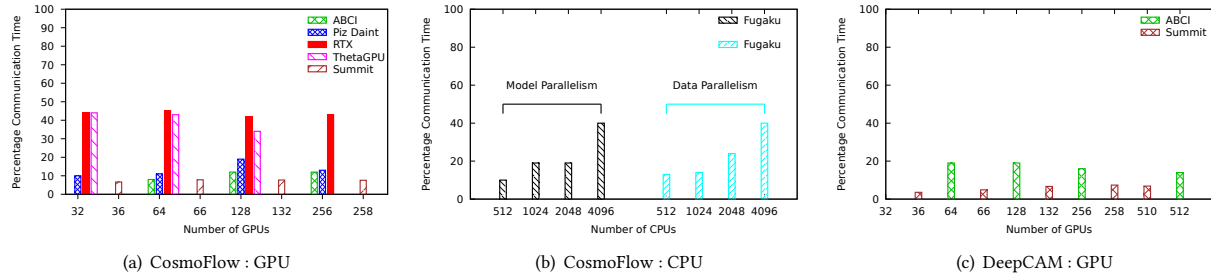 Percentage Communication Time
100
90
80
70
60
50
40
30
20
10
0
ABCI
Piz Daint
RTX
ThetaGPU
Summit
32 36 64 66 128 132 256 258
Number of GPUs
(a) CosmoFlow : GPU
Percentage Communication Time
100
80
60
40
20
0
Fugaku
Fugaku
Model Parallelism
Data Parallelism
512 1024 2048 4096 512 1024 2048 4096
Number of CPUs
(b) CosmoFlow : CPU
Percentage Communication Time
100
80
60
40
20
0
ABCI
Summit
32 36 64 66 128 132 256 258 510 512
Number of GPUs
(c) DeepCAM : GPU